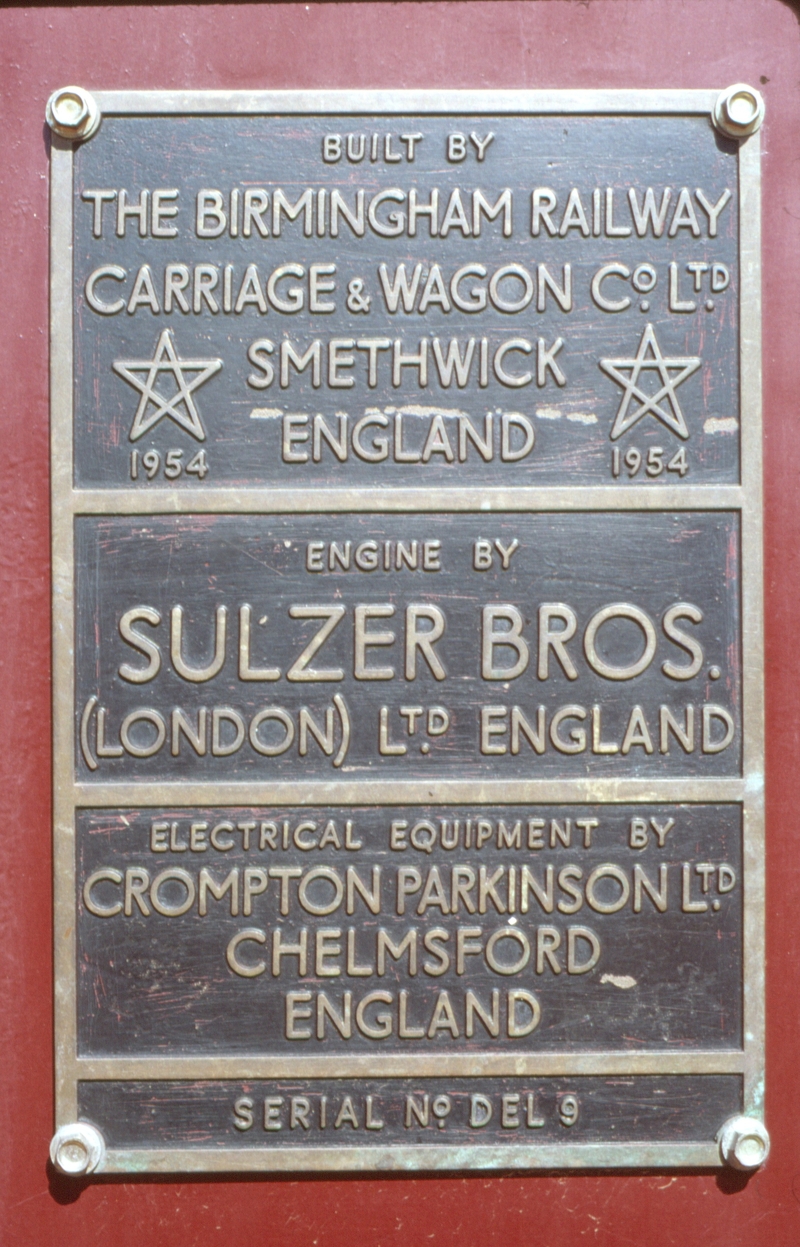 BUILT BY
THE BIRMINGHAM RAILWAY
CARRIAGE & WAGON Cº. LTD.
SMETHWICK
ENGLAND
1954 1954
ENGINE BY
SULZER BROS.
(LONDON) LTD. ENGLAND
ELECTRICAL EQUIPMENT BY
CROMPTON PARKINSON LTD.
CHELMSFORD
ENGLAND
SERIAL Nº DEL 9